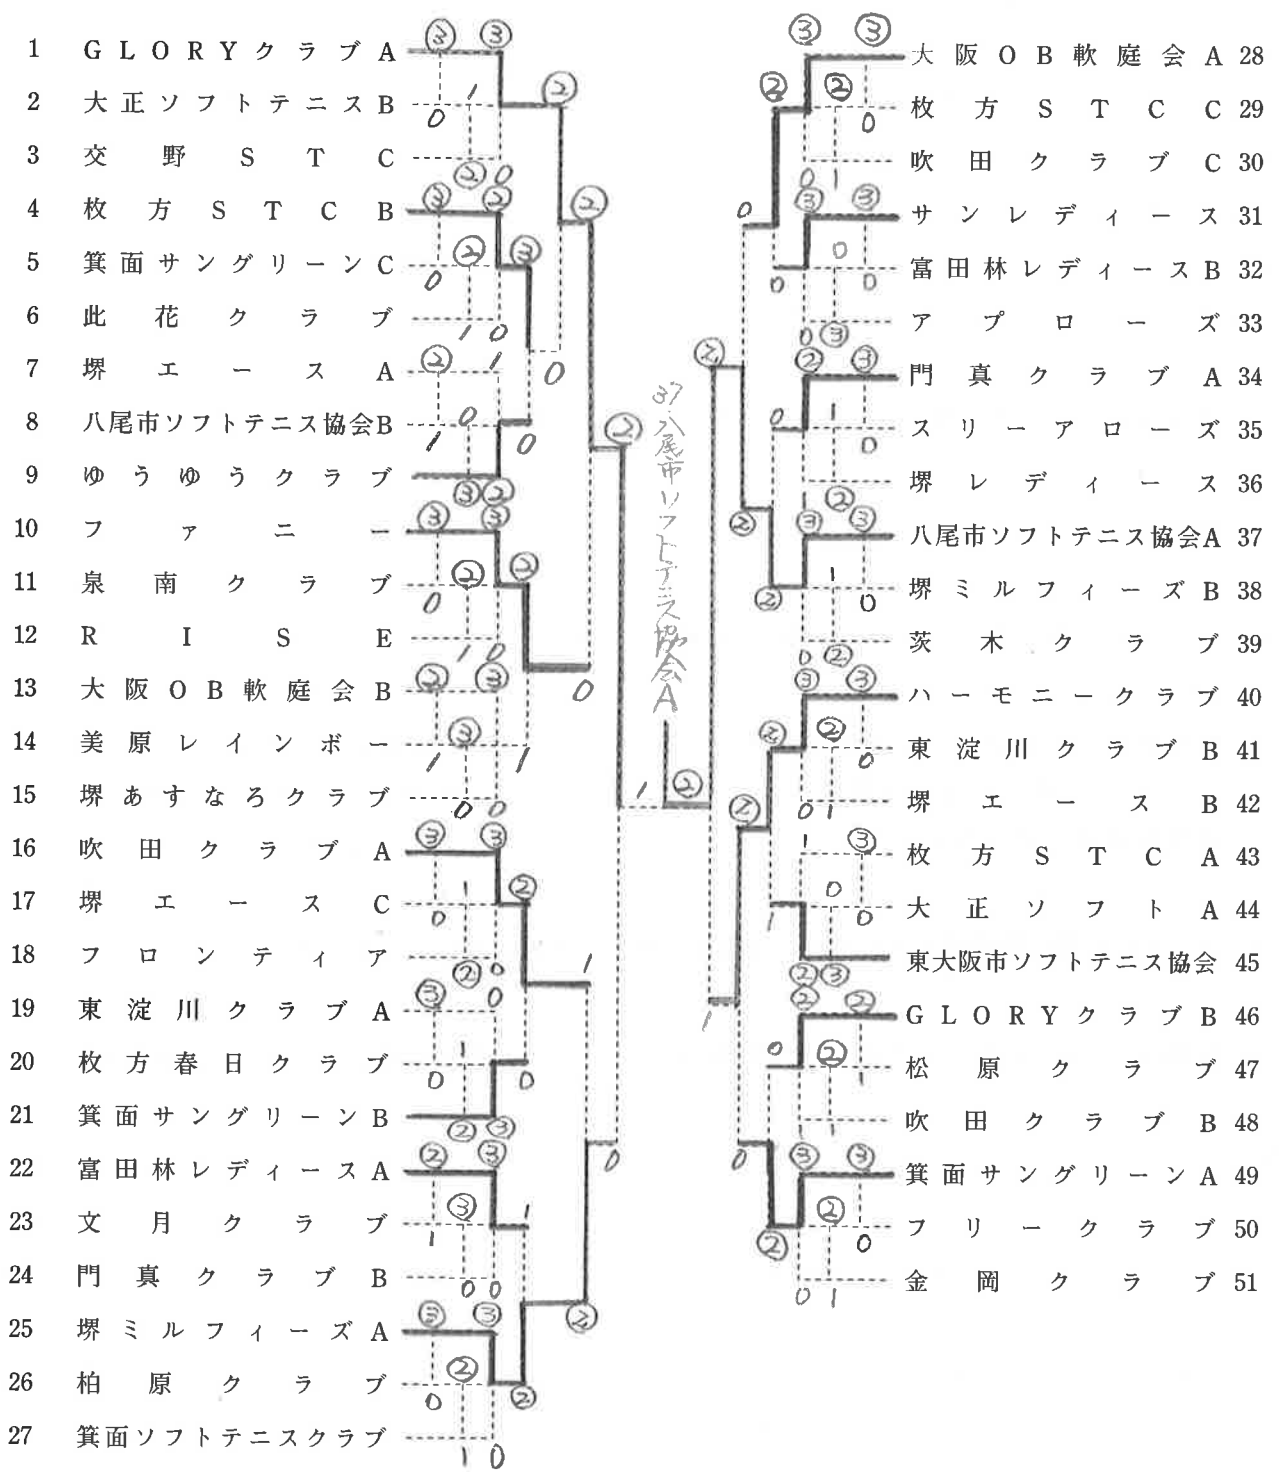 1 GLORYクラブA
2 大正ソフトテニスB
3 交野STC
4 枚方STCB
5 箕面サングリーンC
6 此花クラブ
7 堺エースA
8 八尾市ソフトテニス協会B
9 ゆうゆうクラブ
10 ファニー
11 泉南クラブ
12 RISE
13 大阪OB軟庭会B
14 美原レインボー
15 堺あすなろクラブ
16 吹田クラブA
17 堺エースC
18 フロンティア
19 東淀川クラブA
20 枚方春日クラブ
21 箕面サングリーンB
22 富田林レディースA
23 文月クラブ
24 門真クラブB
25 堺ミルフィーズA
26 柏原クラブ
27 箕面ソフトテニスクラブ
37.八尾市ソフトテニス協会A
大阪OB軟庭会A 28
枚方STCC 29
吹田クラブC 30
サンレディース 31
富田林レディースB 32
アプローズ 33
門真クラブA 34
スリーアローズ 35
堺レディース 36
八尾市ソフトテニス協会A 37
堺ミルフィーズB 38
茨木クラブ 39
ハーモニークラブ 40
東淀川クラブB 41
堺エースB 42
枚方STCA 43
大正ソフトA 44
東大阪市ソフトテニス協会 45
GLORYクラブB 46
松原クラブ 47
吹田クラブB 48
箕面サングリーンA 49
フリークラブ 50
金岡クラブ 51